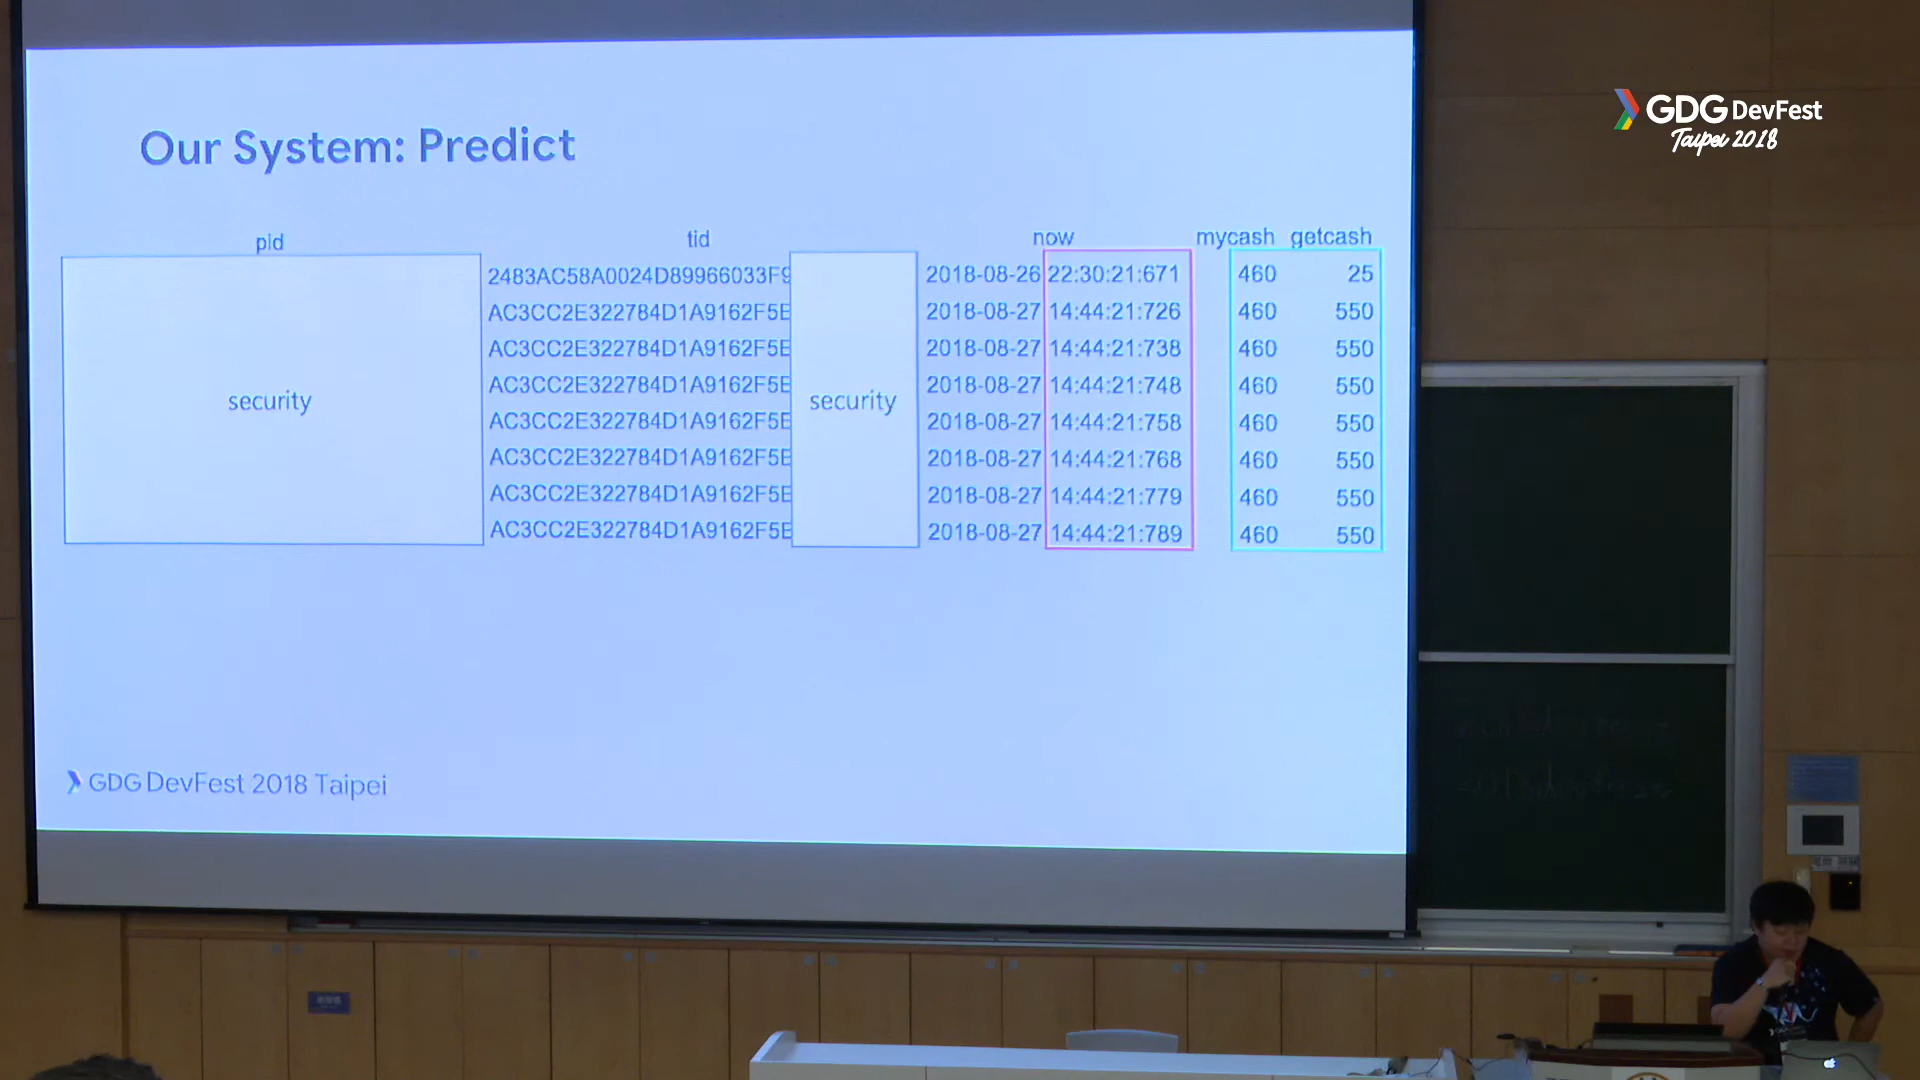 GDG DevFest
Taipei 2018
Our System: Predict
pid tid now mycash getcash
2483AC58A0024D89966033F9 2018-08-26 22:30:21:671 460 25
AC3CC2E322784D1A9162F5E 2018-08-27 14:44:21:726 460 550
AC3CC2E322784D1A9162F5E 2018-08-27 14:44:21:738 460 550
AC3CC2E322784D1A9162F5E 2018-08-27 14:44:21:748 460 550
security security
AC3CC2E322784D1A9162F5E 2018-08-27 14:44:21:758 460 550
AC3CC2E322784D1A9162F5E 2018-08-27 14:44:21:768 460 550
AC3CC2E322784D1A9162F5E 2018-08-27 14:44:21:779 460 550
AC3CC2E322784D1A9162F5E 2018-08-27 14:44:21:789 460 550
GDG DevFest 2018 Taipei